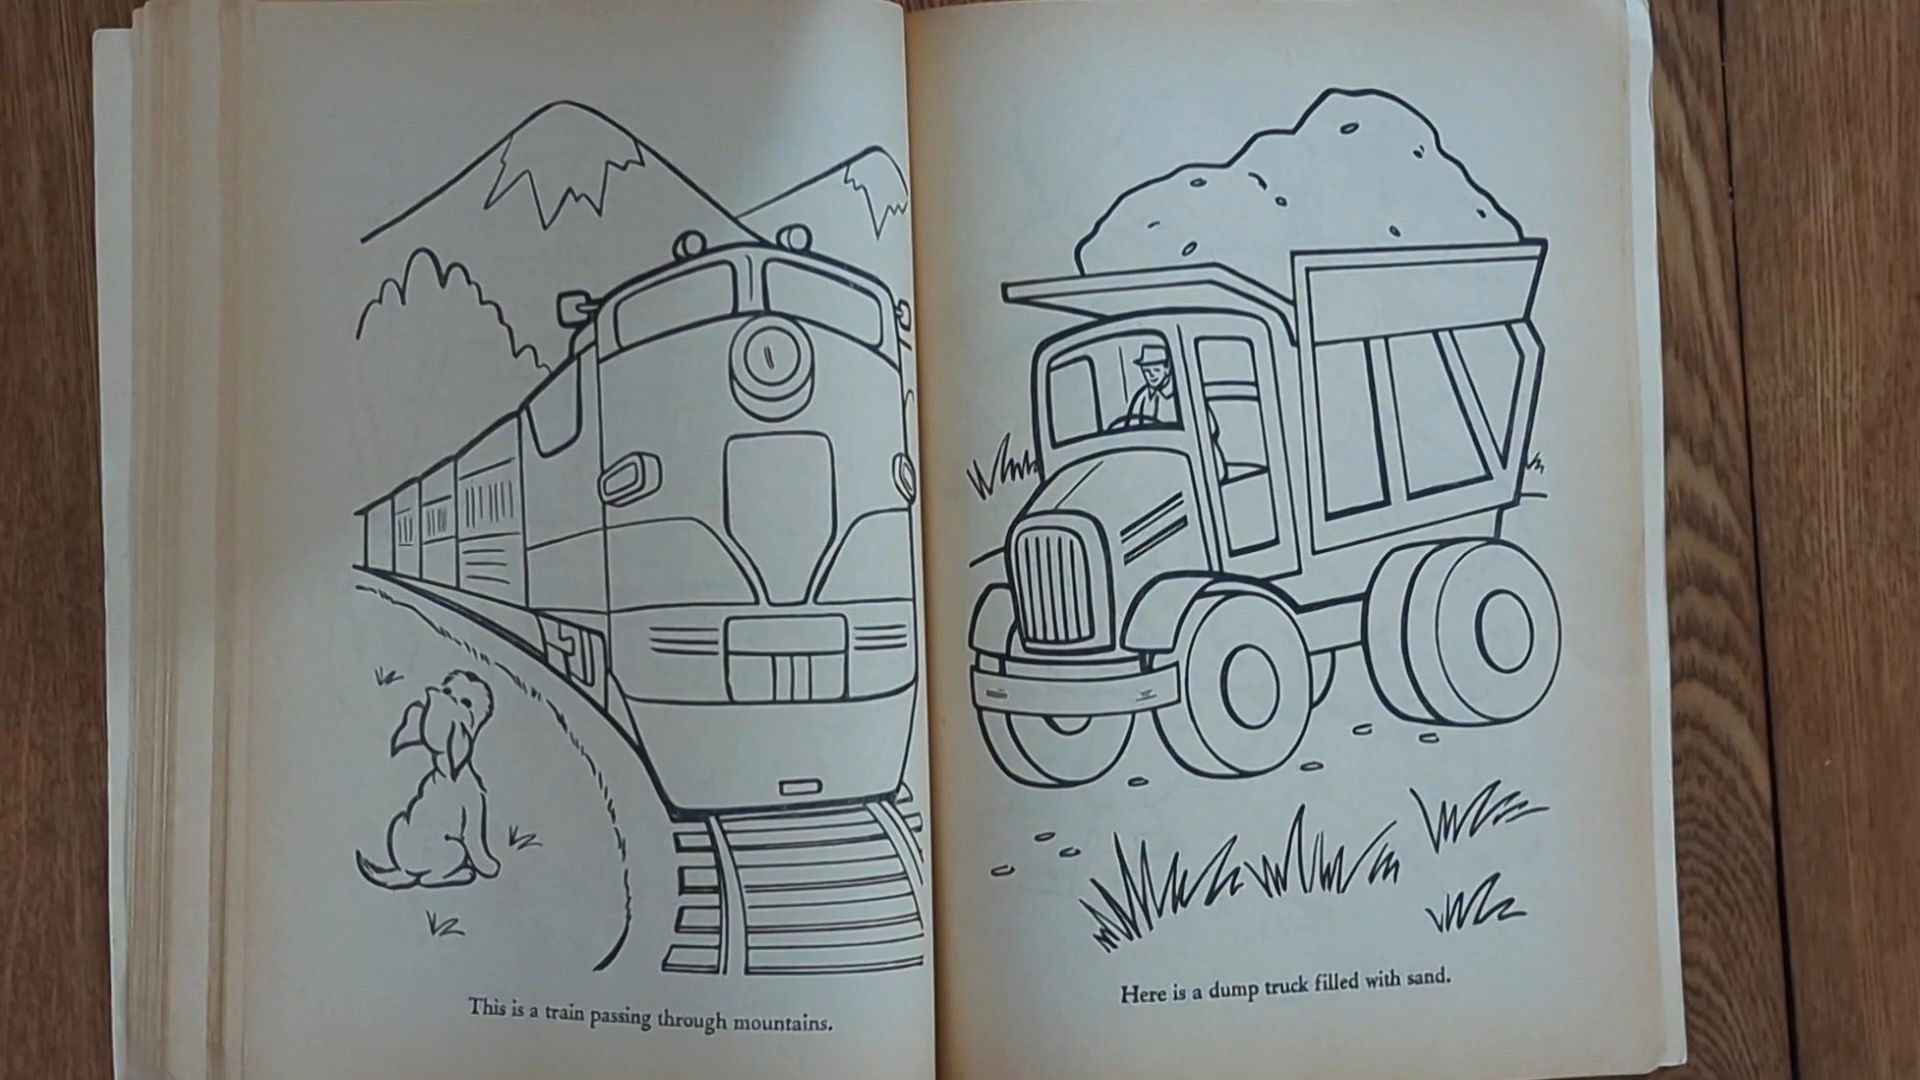 This is a train passing through mountains.
Here is a dump truck filled with sand.